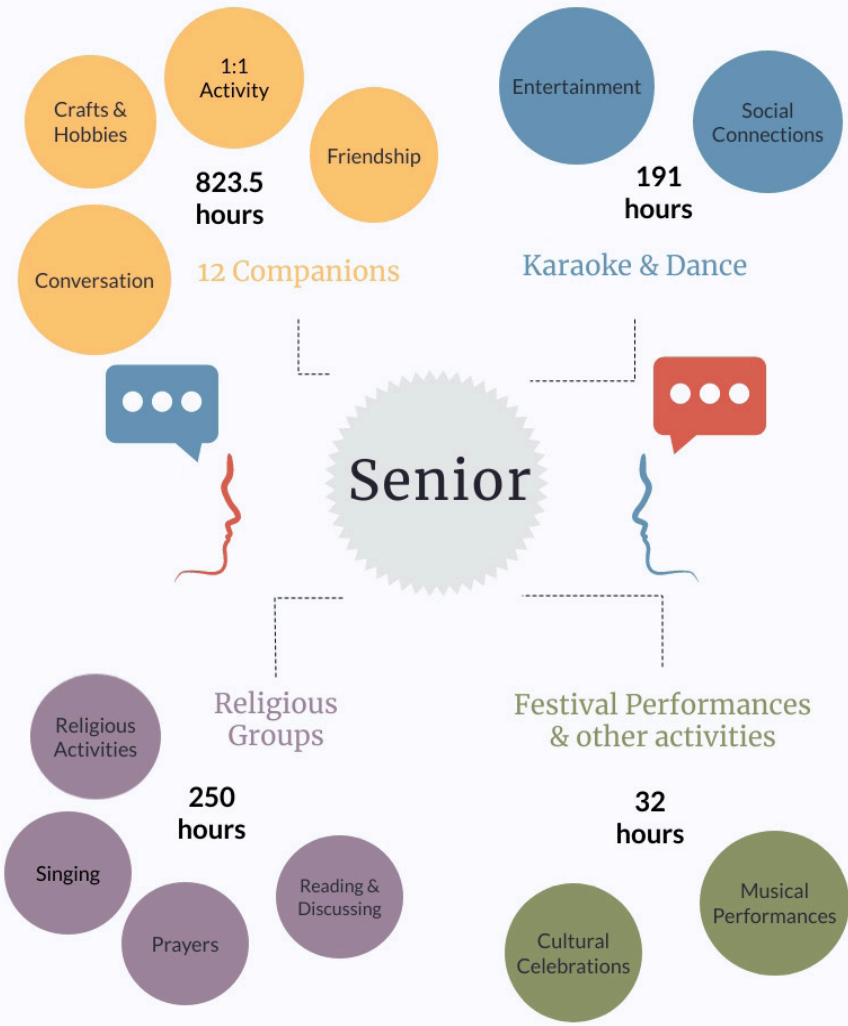 1:1
Activity
Crafts &
Hobbies
Friendship
823.5
hours
Conversation
12 Companions
Entertainment
Social
Connections
191
hours
Karaoke & Dance
Senior
Religious
Groups
Religious
Activities
250
hours
Singing
Prayers
Reading &
Discussing
Festival Performances
& other activities
32
hours
Musical
Performances
Cultural
Celebrations